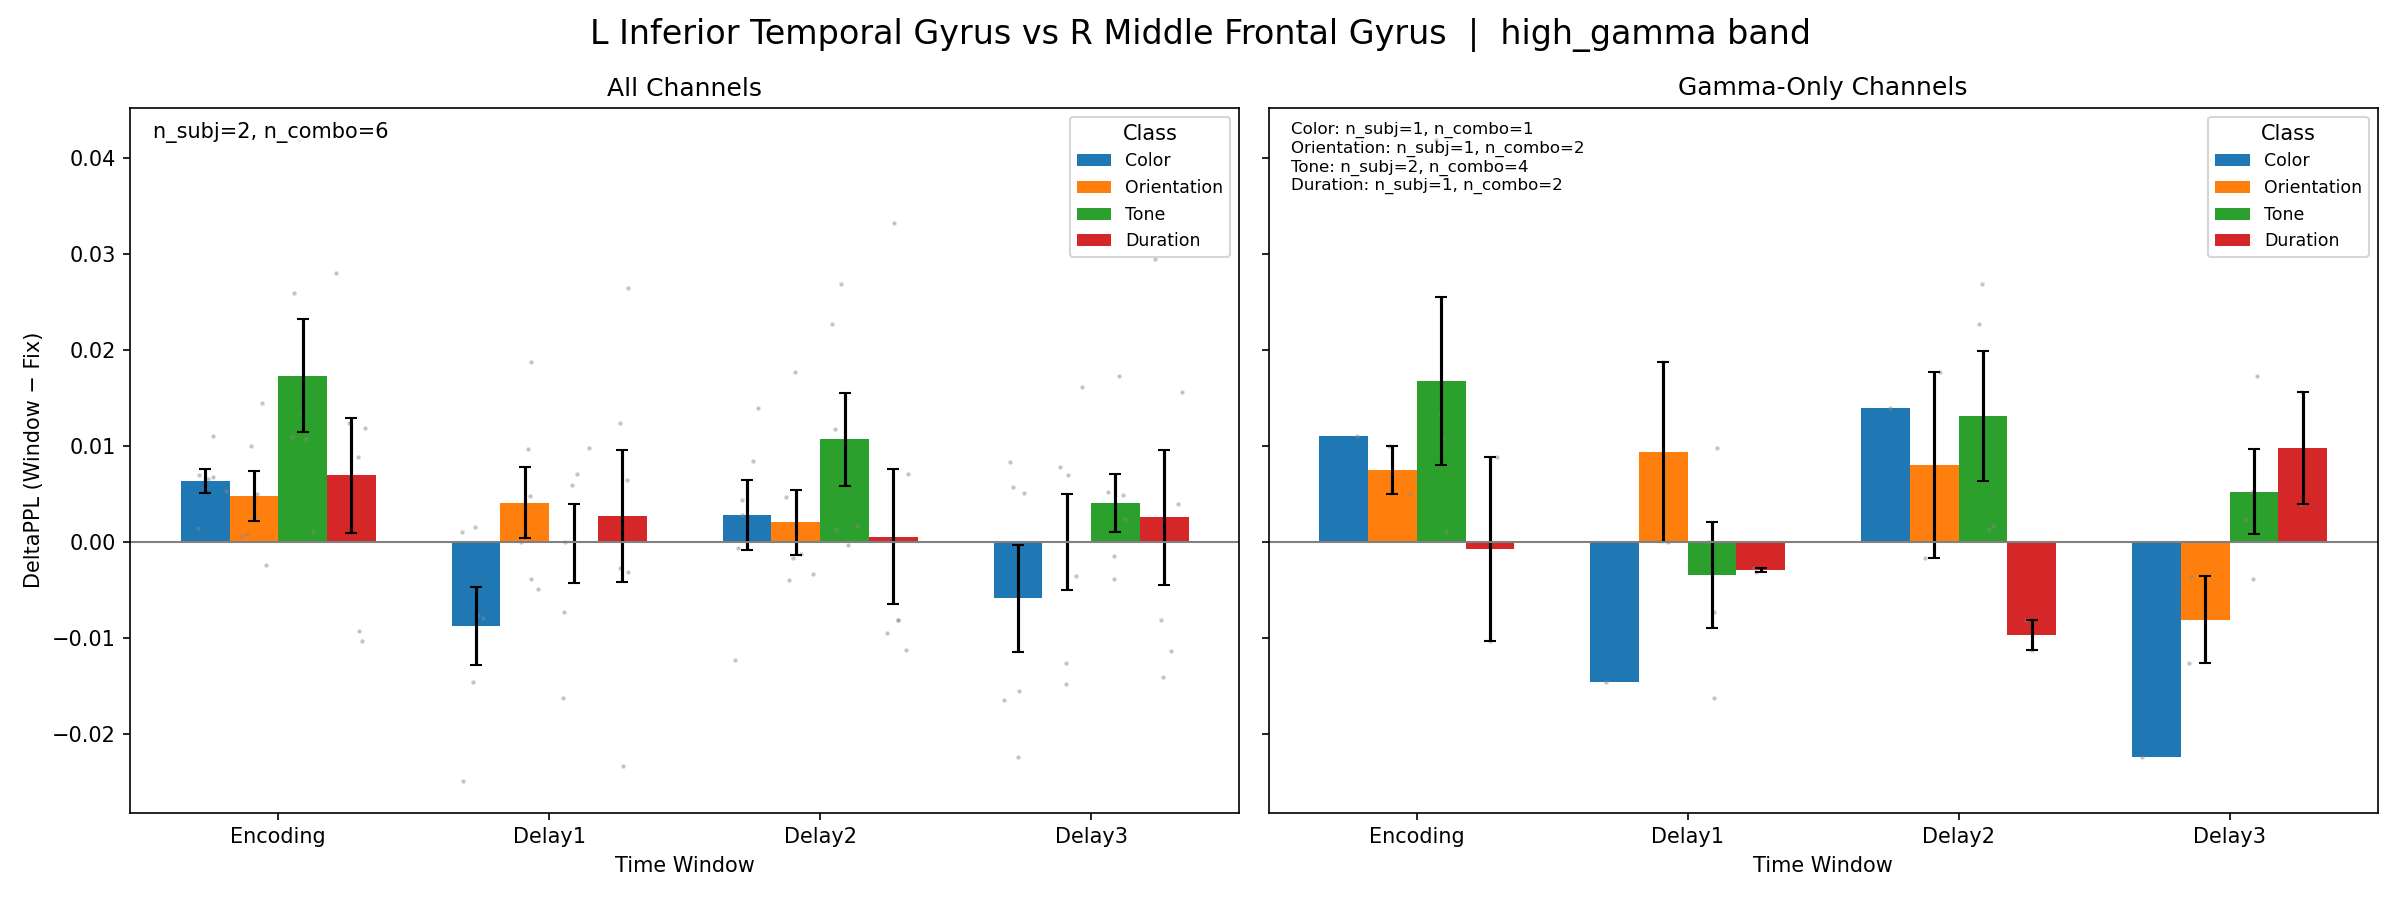 L Inferior Temporal Gyrus vs R Middle Frontal Gyrus | high_gamma band
All Channels
n_subj=2, n_combo=6
Class
Color
Orientation
Tone
Duration
DeltaPPL (Window − Fix)
0.04
0.03
0.02
0.01
0.00
−0.01
−0.02
Encoding
Delay1
Delay2
Delay3
Time Window
Gamma-Only Channels
Color: n_subj=1, n_combo=1
Orientation: n_subj=1, n_combo=2
Tone: n_subj=2, n_combo=4
Duration: n_subj=1, n_combo=2
Class
Color
Orientation
Tone
Duration
Encoding
Delay1
Delay2
Delay3
Time Window